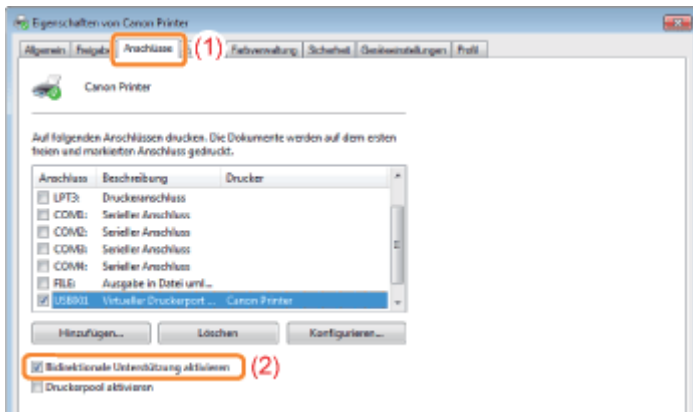 Eigenschaften von Canon Printer
Allgemein Freigabe Anschlüsse (1) Farbverwaltung Sicherheit Geräteeinstellungen Profil
Canon Printer
Auf folgenden Anschlüssen drucken. Die Dokumente werden auf dem ersten
freien und markierten Anschluss gedruckt.
Anschluss Beschreibung Drucker
LPT3: Druckeranschluss
COM1: Serieller Anschluss
COM2: Serieller Anschluss
COM3: Serieller Anschluss
COM4: Serieller Anschluss
FILE: Ausgabe in Datei uml...
USB001 Virtueller Druckerport ... Canon Printer
Hinzufügen... Löschen Konfigurieren...
Bidirektionale Unterstützung aktivieren (2)
Druckerpool aktivieren